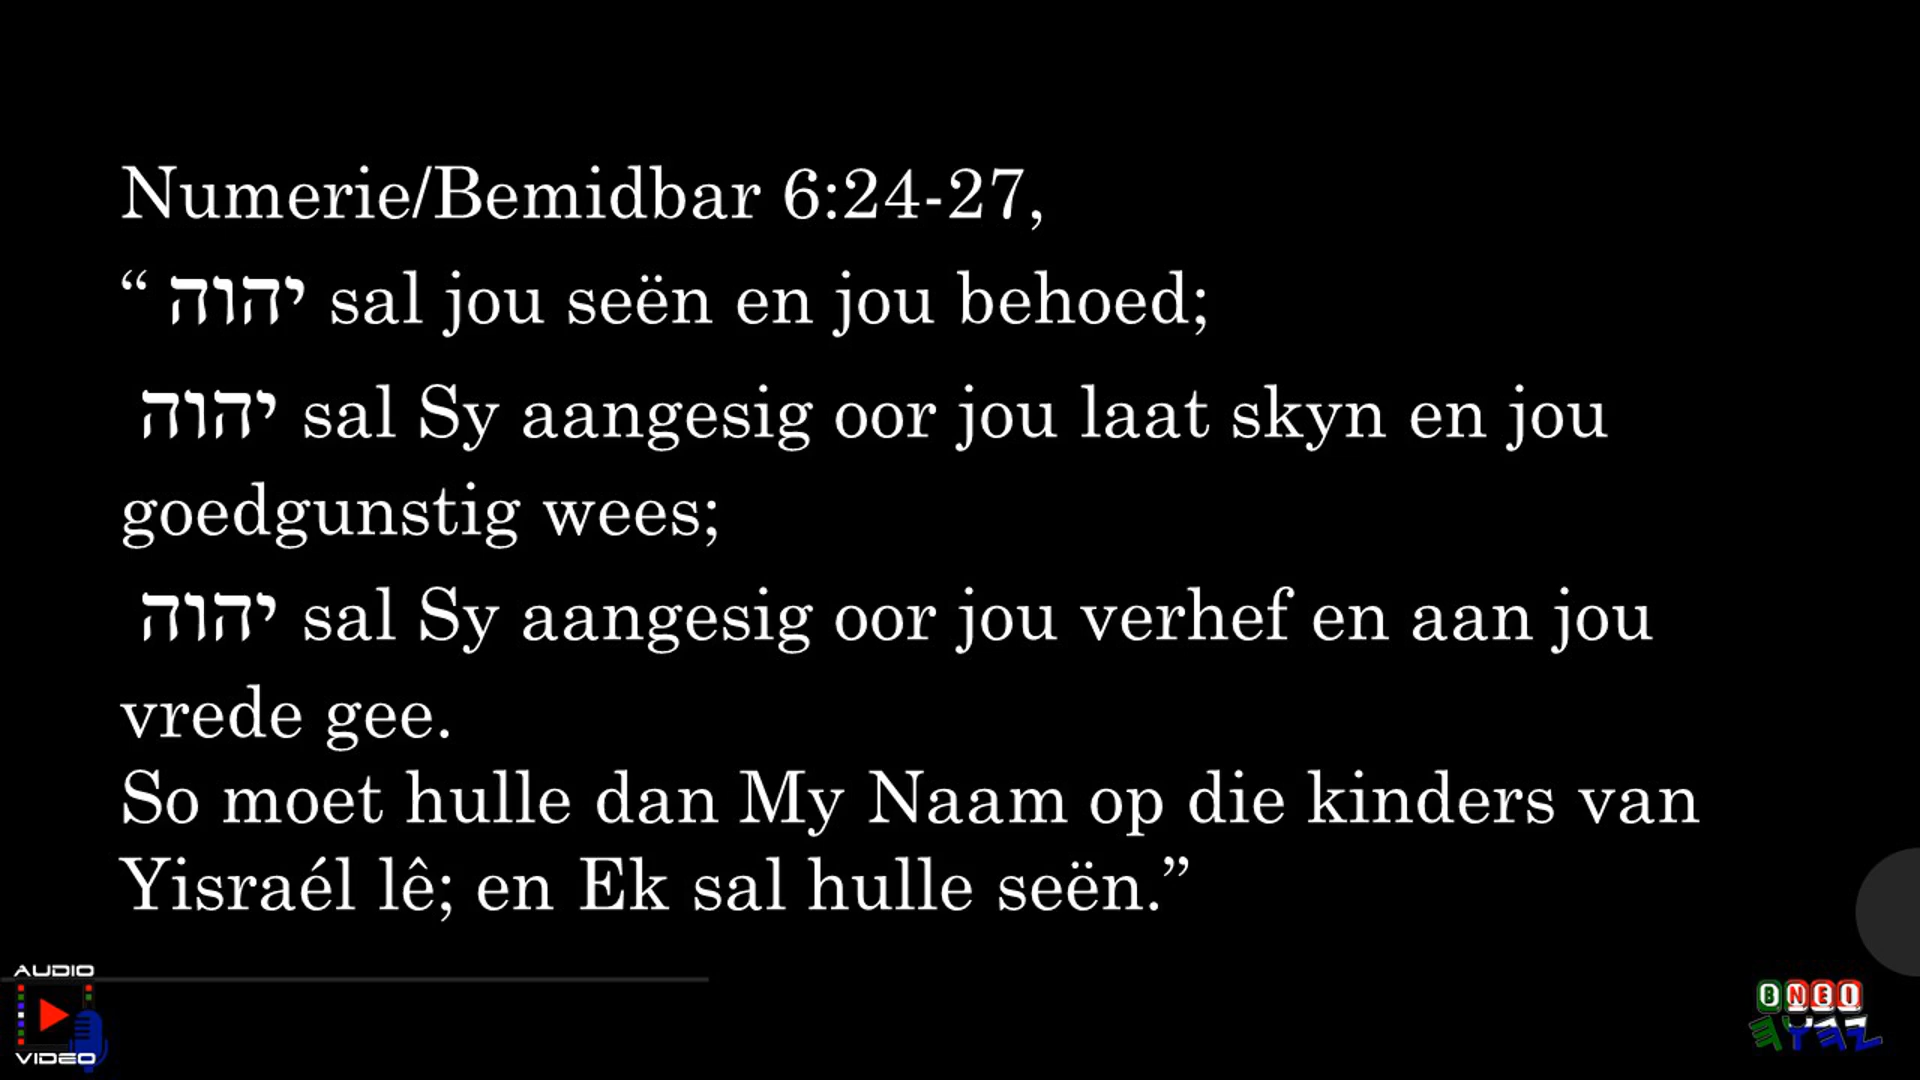 Numerie/Bemidbar 6:24-27,
“ יהוה sal jou seën en jou behoed;
יהוה sal Sy aangesig oor jou laat skyn en jou
goedgunstig wees;
יהוה sal Sy aangesig oor jou verhef en aan jou
vrede gee.
So moet hulle dan My Naam op die kinders van
Yisraél lê; en Ek sal hulle seën.”
AUDIO
VIDEO
BNEI
𐤉𐤄𐤅𐤄